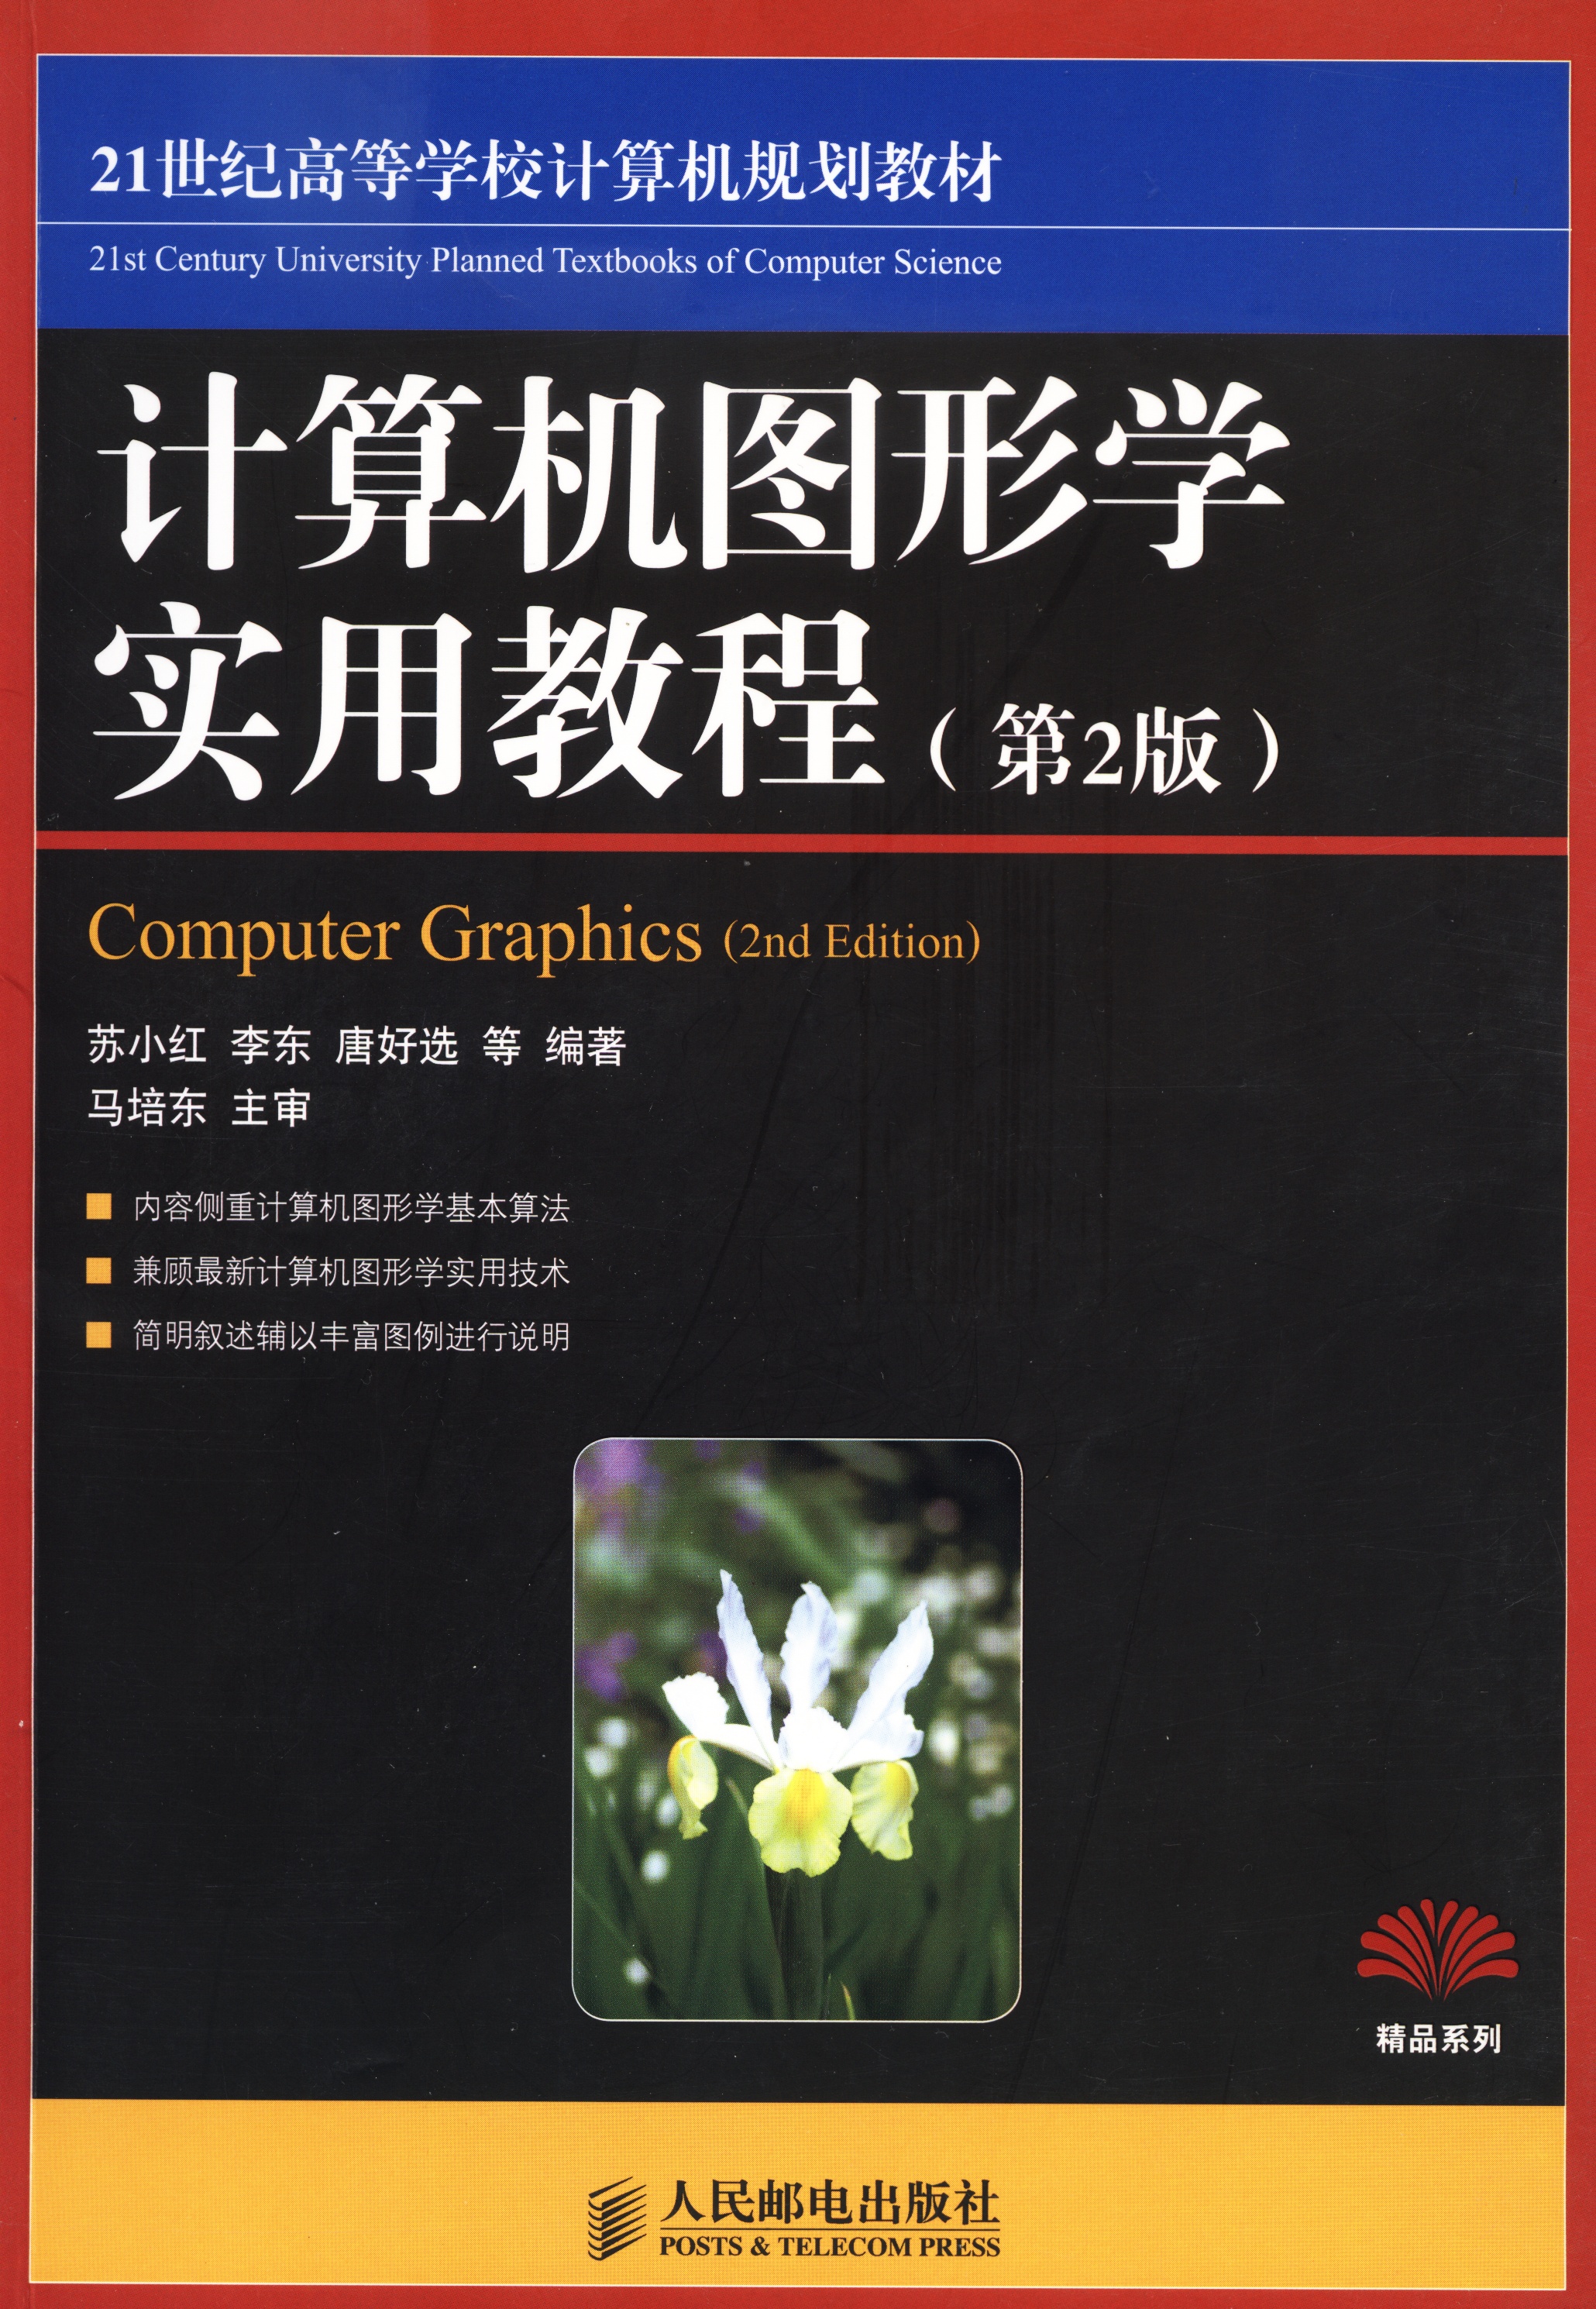 21世纪高等学校计算机规划教材
21st Century University Planned Textbooks of Computer Science
计算机图形学
实用教程（第2版）
Computer Graphics (2nd Edition)
苏小红 李东 唐好选 等 编著
马培东 主审
内容侧重计算机图形学基本算法
兼顾最新计算机图形学实用技术
简明叙述辅以丰富图例进行说明
精品系列
人民邮电出版社
POSTS & TELECOM PRESS